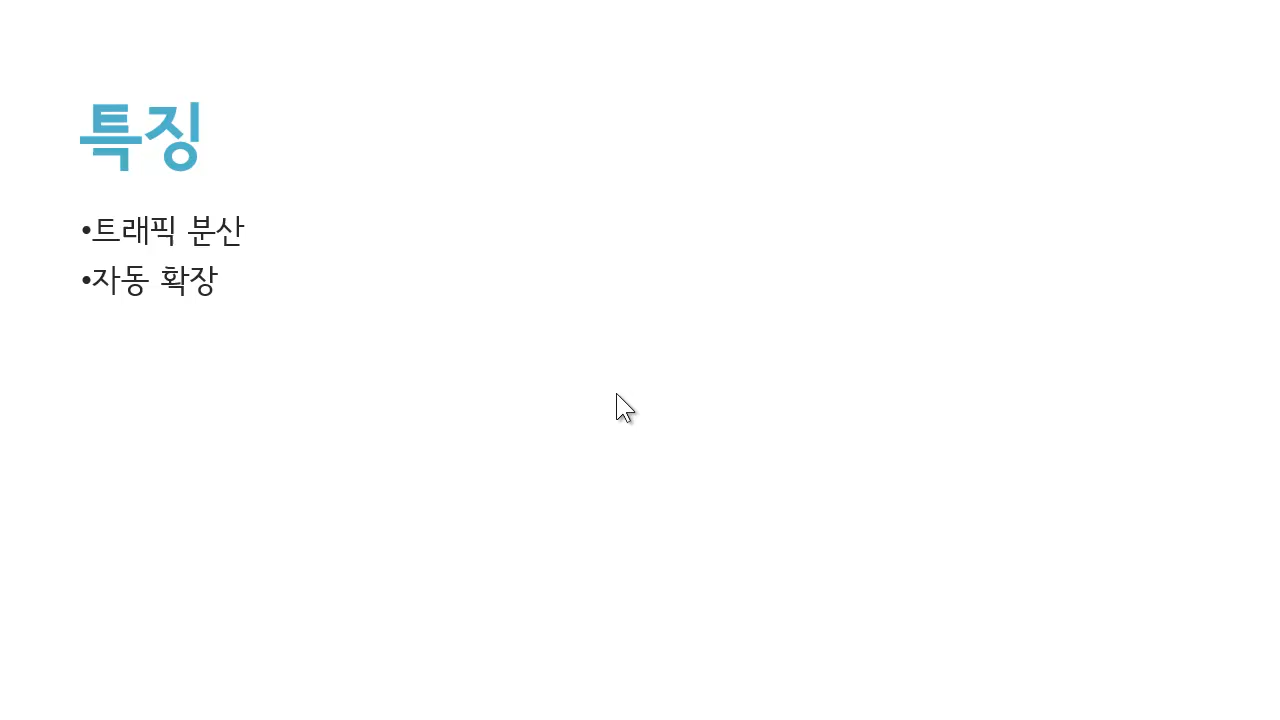 특징
•트래픽 분산
•자동 확장